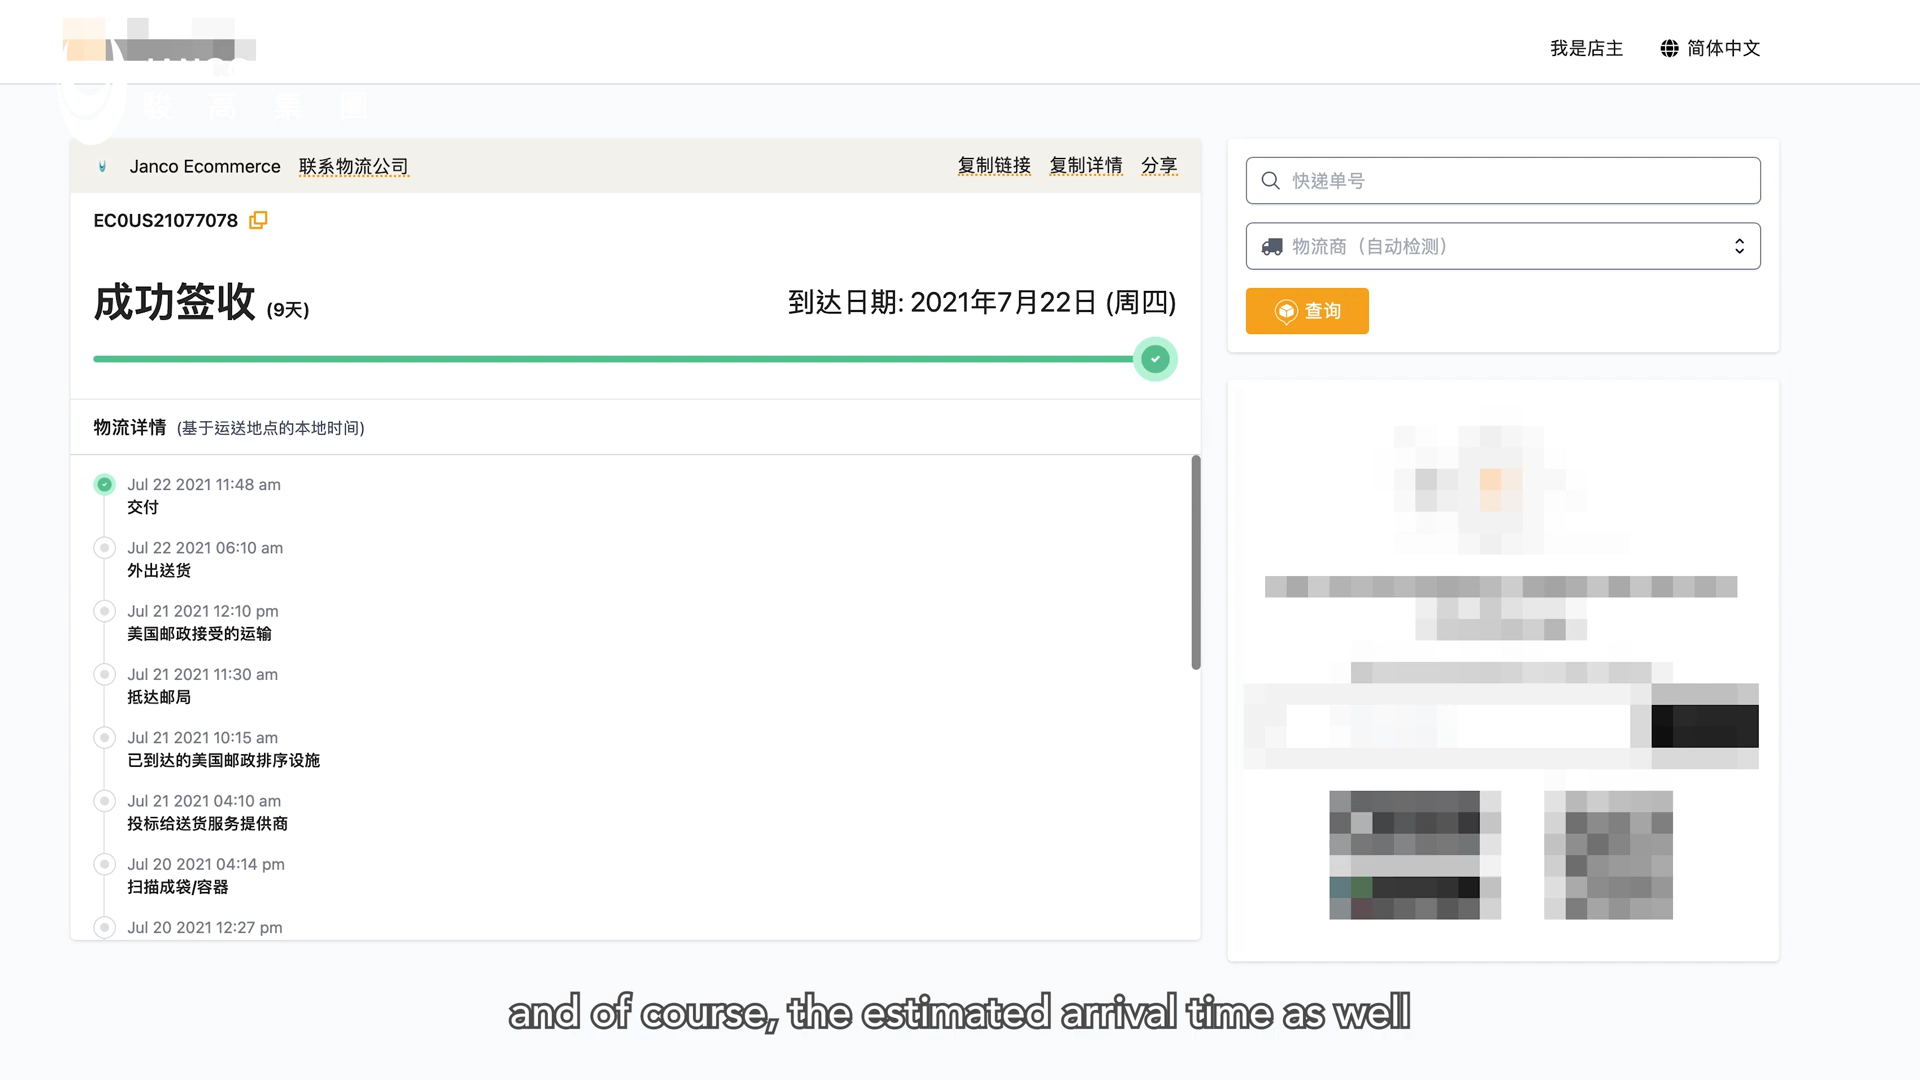 我是店主
简体中文
骏高集團
Janco Ecommerce 联系物流公司
复制链接 复制详情 分享
EC0US21077078
成功签收 (9天)
到达日期: 2021年7月22日 (周四)
物流详情 (基于运送地点的本地时间)
Jul 22 2021 11:48 am
交付
Jul 22 2021 06:10 am
外出送货
Jul 21 2021 12:10 pm
美国邮政接受的运输
Jul 21 2021 11:30 am
抵达邮局
Jul 21 2021 10:15 am
已到达的美国邮政排序设施
Jul 21 2021 04:10 am
投标给送货服务提供商
Jul 20 2021 04:14 pm
扫描成袋/容器
Jul 20 2021 12:27 pm
快递单号
物流商（自动检测）
查询
and of course, the estimated arrival time as well